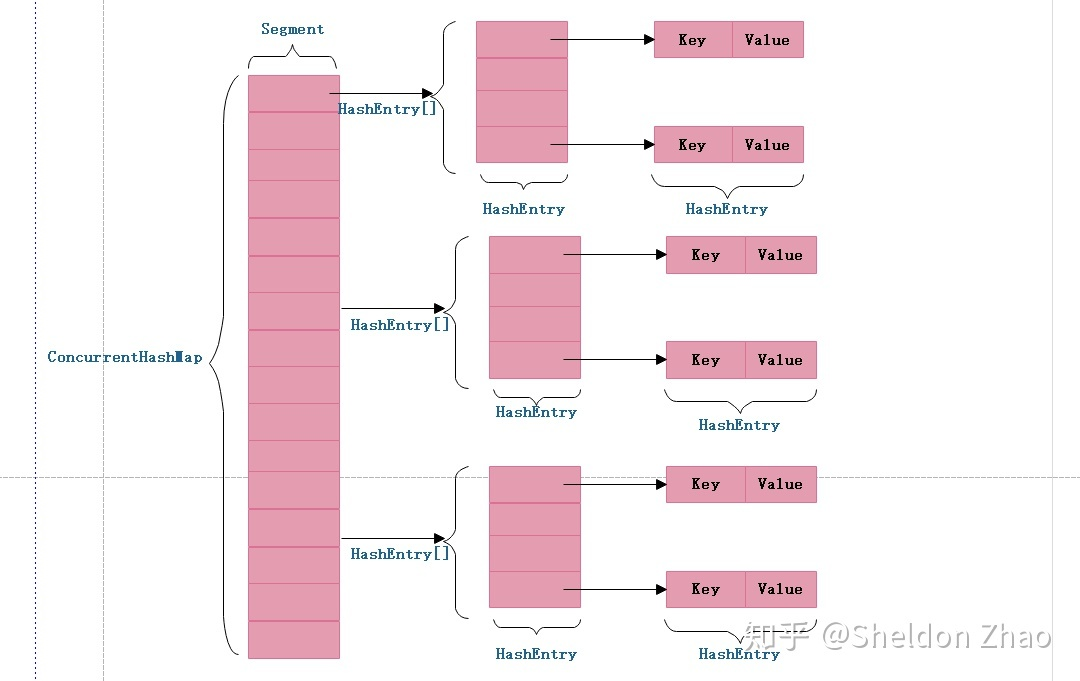 Segment
ConcurrentHashMap
HashEntry[]
Key Value
Key Value
HashEntry
HashEntry
HashEntry[]
Key Value
Key Value
HashEntry
HashEntry
HashEntry[]
Key Value
Key Value
HashEntry
HashEntry
知乎 @Sheldon Zhao